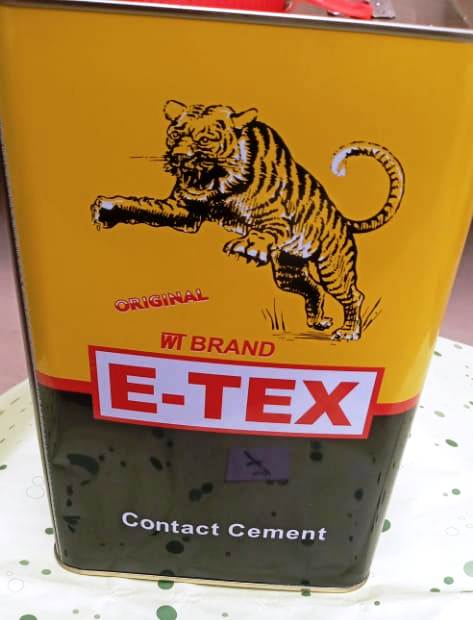 ORIGINAL
WT BRAND
E-TEX
Contact Cement